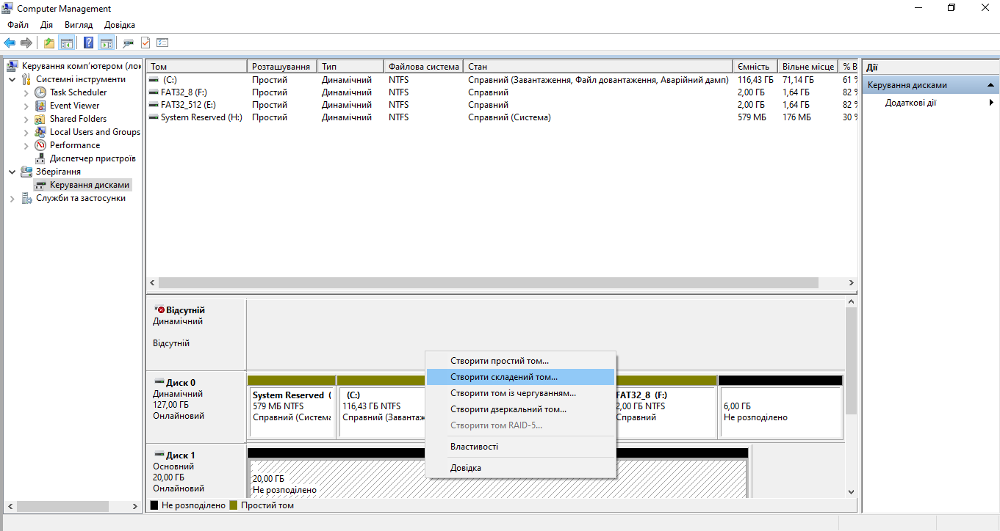 Computer Management
Файл Дія Вигляд Довідка
Керування комп'ютером (лок
Системні інструменти
Task Scheduler
Event Viewer
Shared Folders
Local Users and Groups
Performance
Диспетчер пристроїв
Зберігання
Керування дисками
Служби та застосунки
Том Розташування Тип Файлова система Стан Ємність Вільне місце % В
(C:) Простий Динамічний NTFS Справний (Завантаження, Файл довантаження, Аварійний дамп) 116,43 ГБ 71,14 ГБ 61 %
FAT32_8 (F:) Простий Динамічний NTFS Справний 2,00 ГБ 1,64 ГБ 82 %
FAT32_512 (E:) Простий Динамічний NTFS Справний 2,00 ГБ 1,64 ГБ 82 %
System Reserved (H:) Простий Динамічний NTFS Справний (Система) 579 МБ 176 МБ 30 %
Дії
Керування дисками
Додаткові дії
Відсутній
Динамічний
Відсутній
Диск 0
Динамічний
127,00 ГБ
Онлайновий
System Reserved (
579 МБ NTFS
Справний (Система
(C:)
116,43 ГБ NTFS
Справний (Завантаж
FAT32_8 (F:)
2,00 ГБ NTFS
Справний
6,00 ГБ
Не розподілено
Диск 1
Основний
20,00 ГБ
Онлайновий
20,00 ГБ
Не розподілено
Створити простий том...
Створити складений том...
Створити том із чергуванням...
Створити дзеркальний том...
Створити том RAID-5...
Властивості
Довідка
Не розподілено Простий том